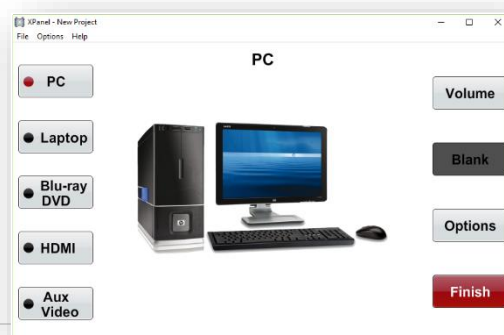 XPanel - New Project
File Options Help
PC
PC
Laptop
Blu-ray
DVD
HDMI
Aux
Video
Volume
Blank
Options
Finish